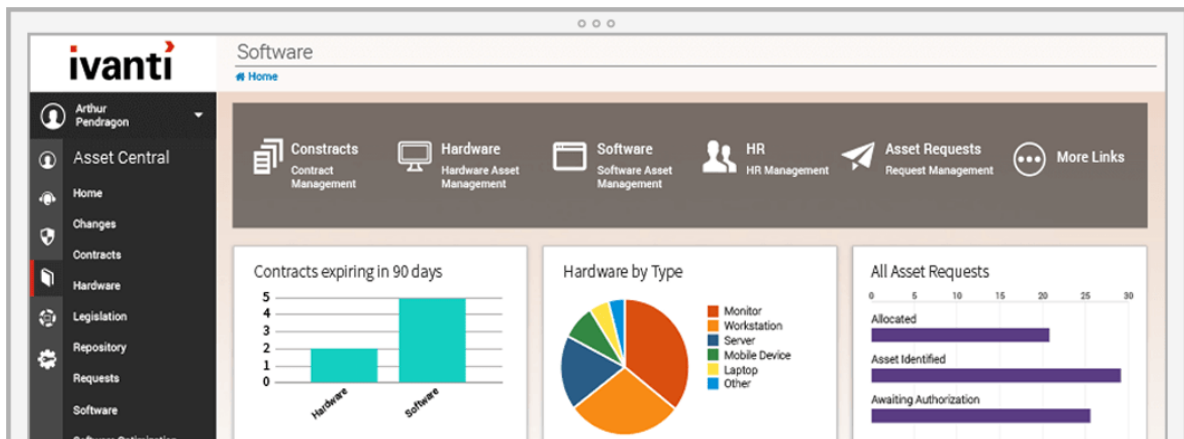 ivanti
Software
Home
Arthur
Pendragon
Asset Central
Home
Changes
Contracts
Hardware
Legislation
Repository
Requests
Software
Software Optimization
Constracts
Contract
Management
Hardware
Hardware Asset
Management
Software
Software Asset
Management
HR
HR Management
Asset Requests
Request Management
More Links
Contracts expiring in 90 days
5
4
3
2
1
0
Hardware
Software
Hardware by Type
Monitor
Workstation
Server
Mobile Device
Laptop
Other
All Asset Requests
0 5 10 15 20 25 30
Allocated
Asset Identified
Awaiting Authorization